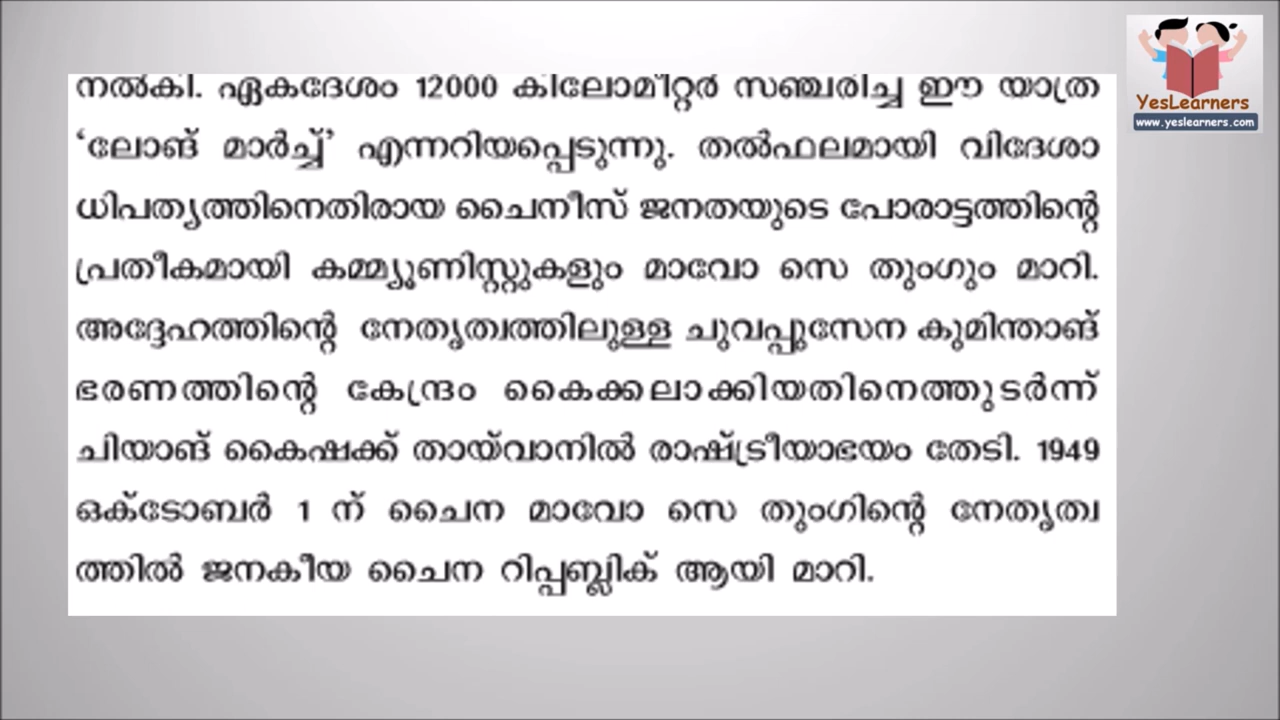 നൽകി. ഏകദേശം 12000 കിലോമീറ്റർ സഞ്ചരിച്ച ഈ യാത്ര
‘ലോങ് മാർച്ച്’ എന്നറിയപ്പെടുന്നു. തൽഫലമായി വിദേശാ
ധിപത്യത്തിനെതിരായ ചൈനീസ് ജനതയുടെ പോരാട്ടത്തിന്റെ
പ്രതീകമായി കമ്മ്യൂണിസ്റ്റുകളും മാവോ സെ തുംഗും മാറി.
അദ്ദേഹത്തിന്റെ നേതൃത്വത്തിലുള്ള ചുവപ്പുസേന കുമിന്താങ്
ഭരണത്തിന്റെ കേന്ദ്രം കൈക്കലാക്കിയതിനെത്തുടർന്ന്
ചിയാങ് കൈഷക്ക് തായ്‌വാനിൽ രാഷ്ട്രീയാഭയം തേടി. 1949
ഒക്ടോബർ 1 ന് ചൈന മാവോ സെ തുംഗിന്റെ നേതൃത്വ
ത്തിൽ ജനകീയ ചൈന റിപ്പബ്ലിക് ആയി മാറി.
YesLearners
www.yeslearners.com